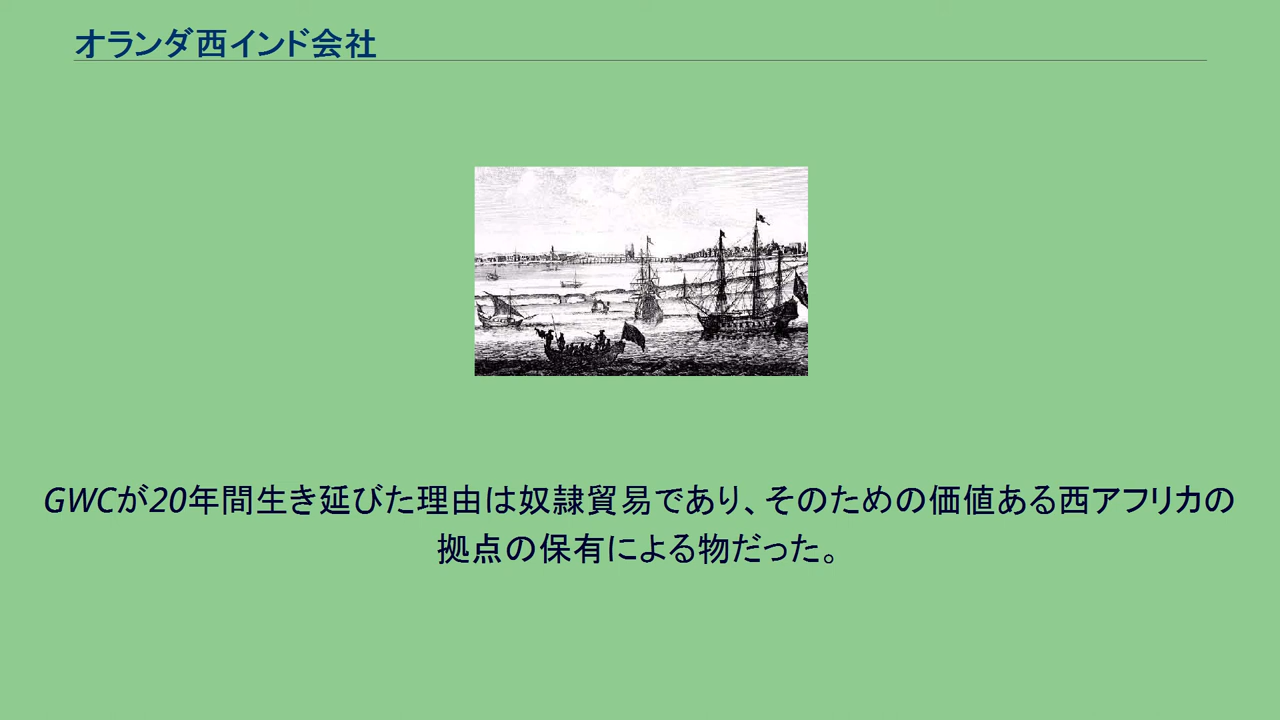 オランダ西インド会社
GWCが20年間生き延びた理由は奴隷貿易であり、そのための価値ある西アフリカの
拠点の保有による物だった。